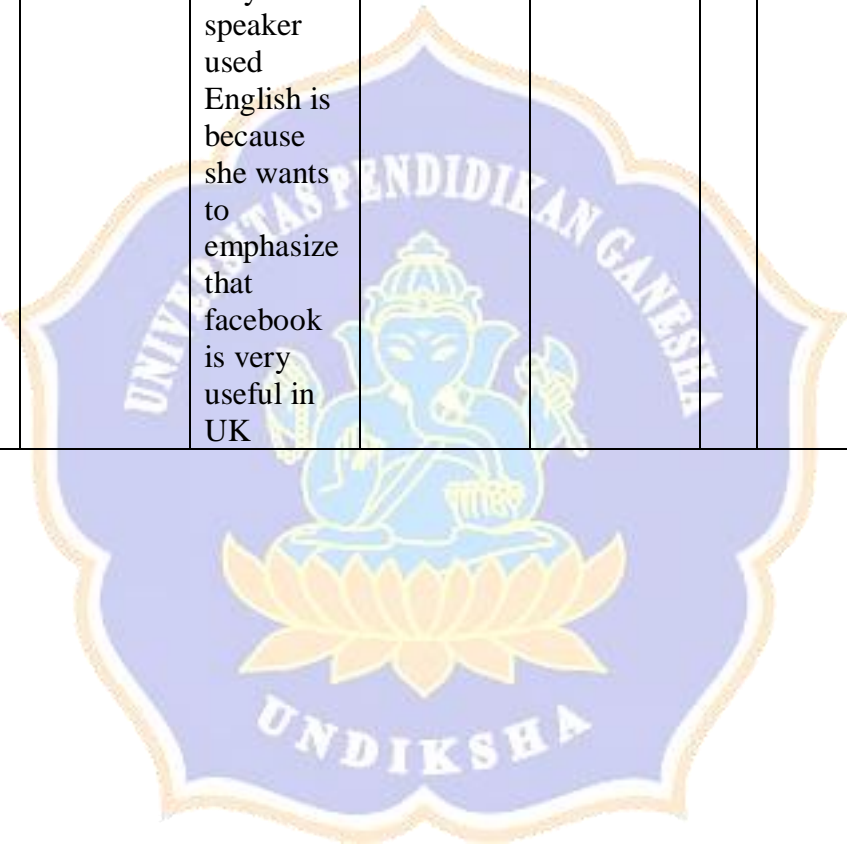 speaker
used
English is
because
she wants
to
emphasize
that
facebook
is very
useful in
UK
UNIVERSITAS PENDIDIKAN GANESHA
UNDIKSHA